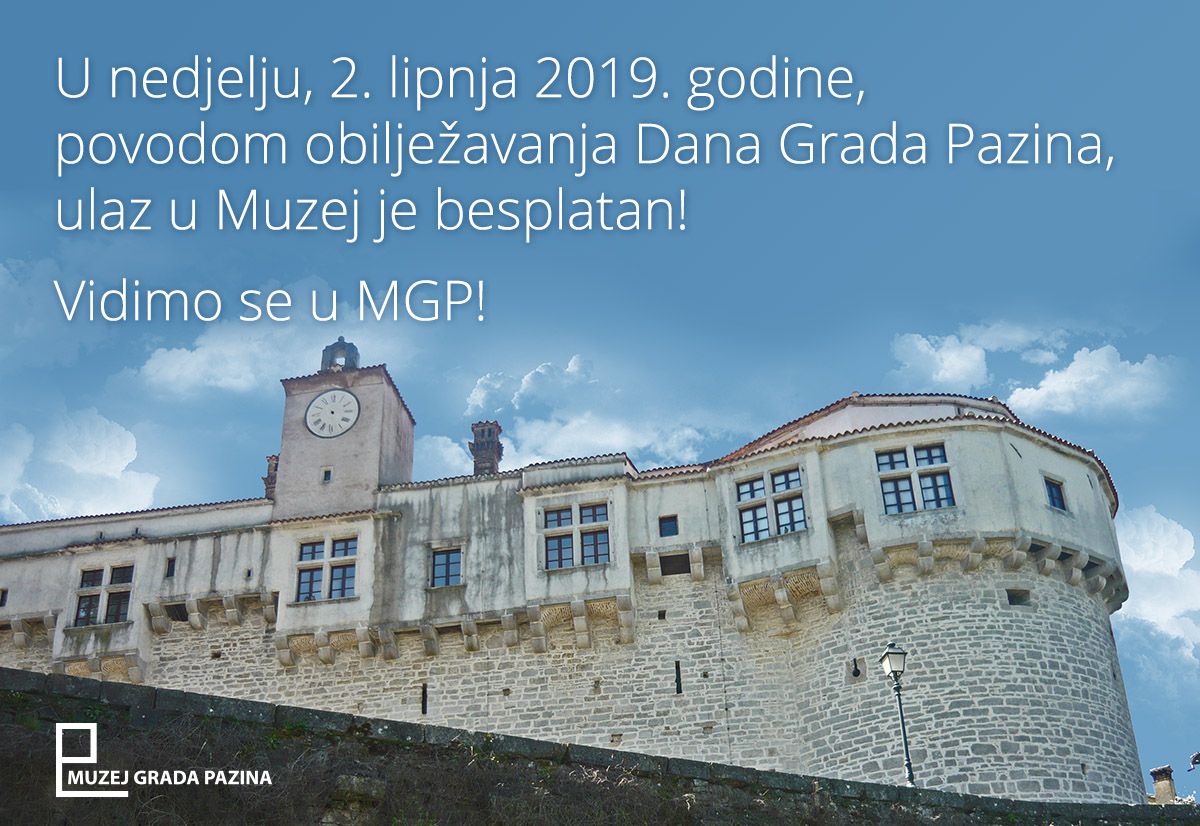 U nedjelju, 2. lipnja 2019. godine,
povodom obilježavanja Dana Grada Pazina,
ulaz u Muzej je besplatan!
Vidimo se u MGP!
MUZEJ GRADA PAZINA